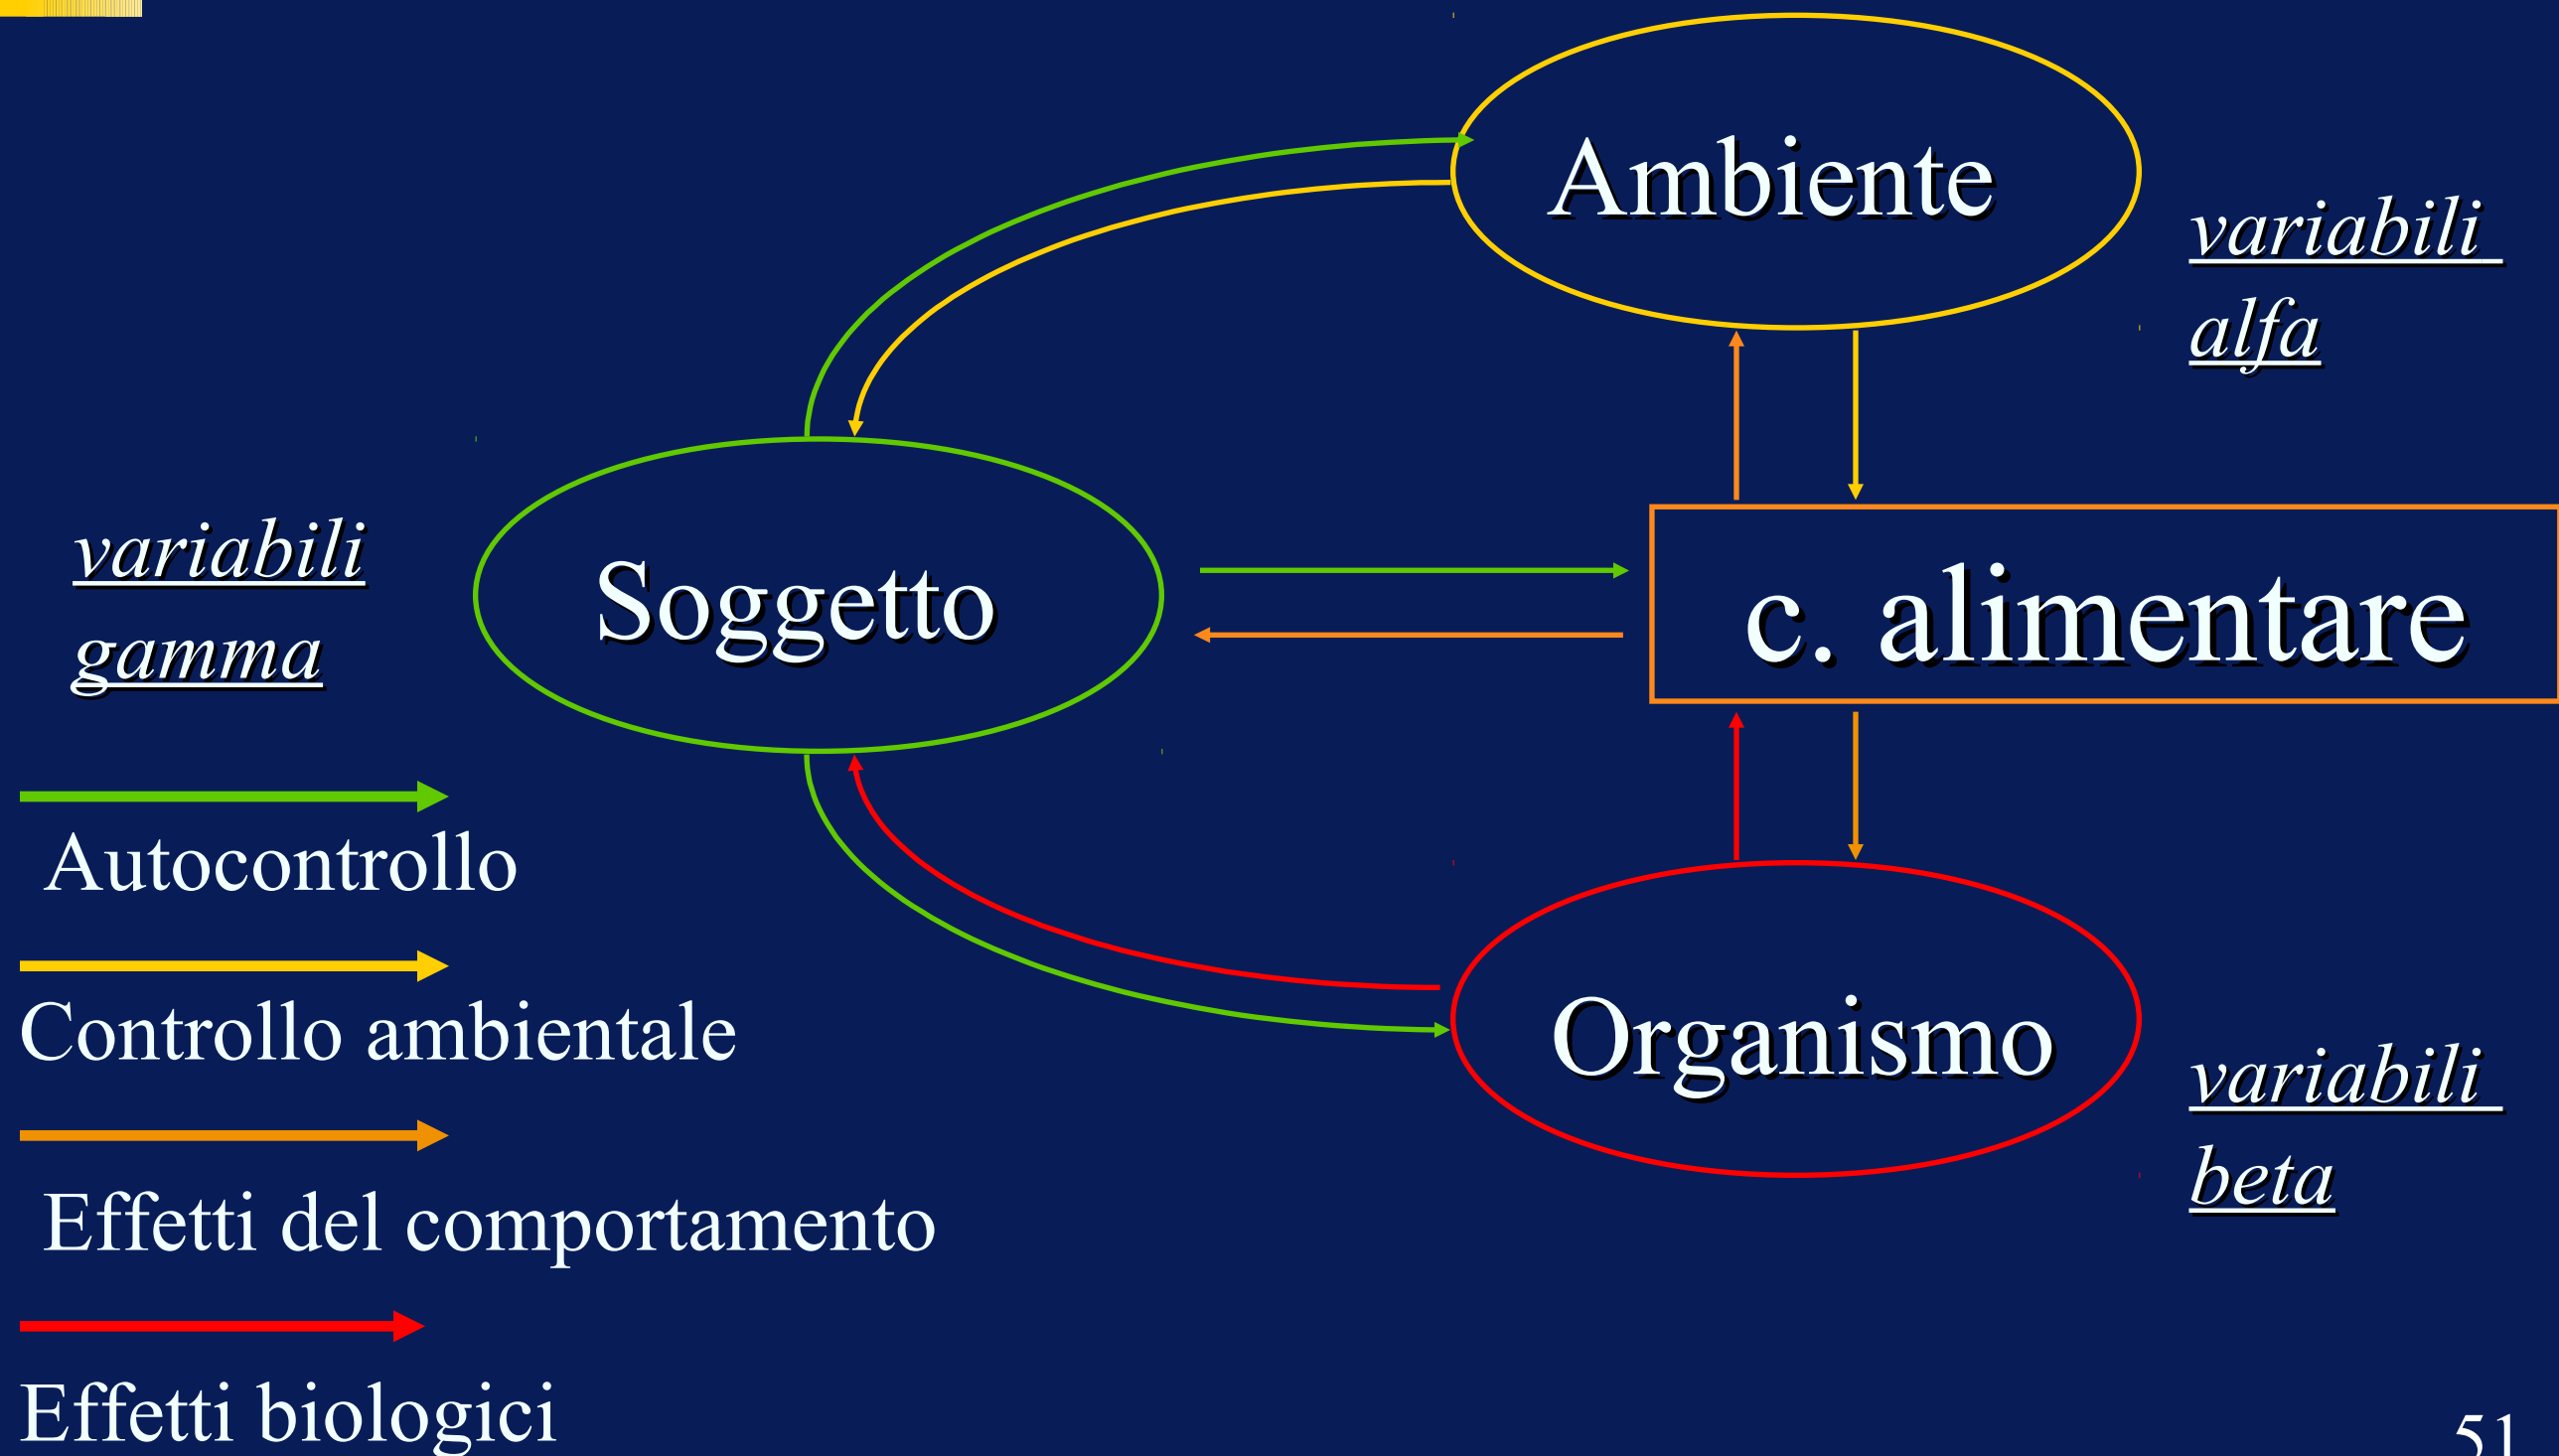 Ambiente
variabili
alfa
variabili
gamma
Soggetto
c. alimentare
Autocontrollo
Controllo ambientale
Organismo
variabili
beta
Effetti del comportamento
Effetti biologici
51